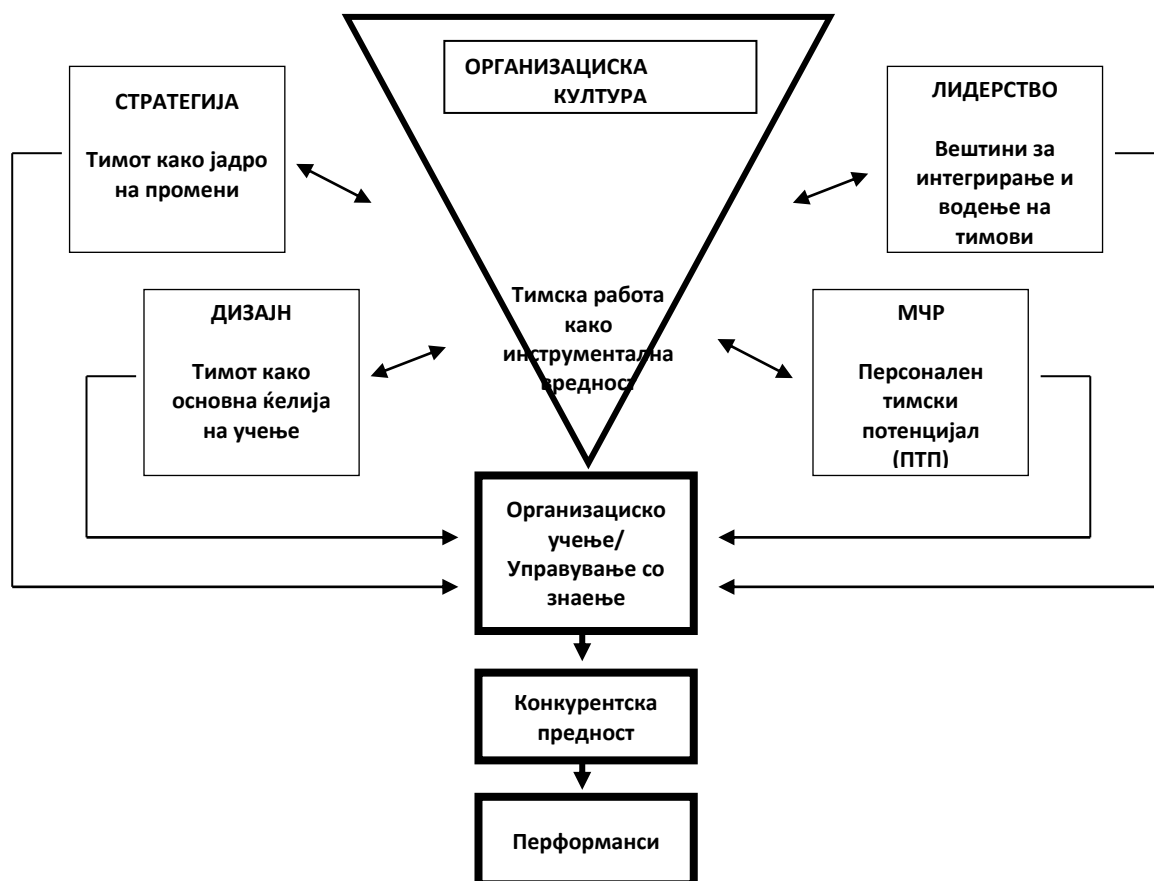 ОРГАНИЗАЦИСКА
КУЛТУРА
СТРАТЕГИЈА
Тимот како јадро
на промени
ЛИДЕРСТВО
Вештини за
интегрирање и
водење на
тимови
Тимска работа
како
инструментална
вредност
ДИЗАЈН
Тимот како
основна ќелија
на учење
МЧР
Персонален
тимски
потенцијал
(ПТП)
Организациско
учење/
Управување со
знаење
Конкурентска
предност
Перформанси